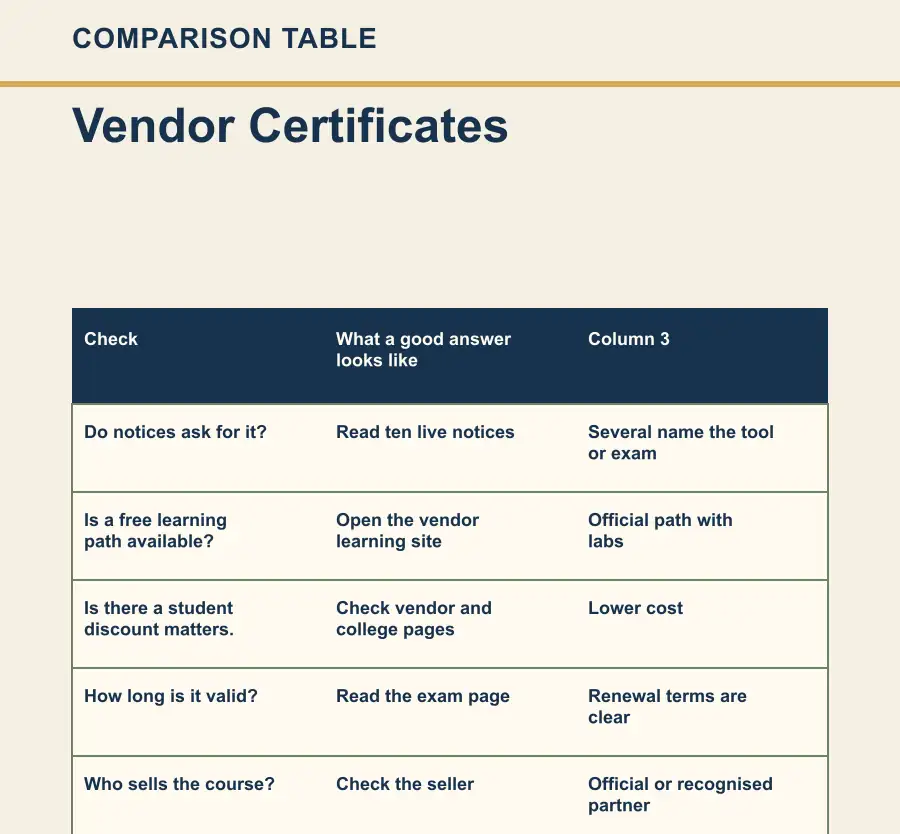 COMPARISON TABLE
Vendor Certificates
Check
What a good answer
looks like
Column 3
Do notices ask for it?
Read ten live notices
Several name the tool
or exam
Is a free learning
path available?
Open the vendor
learning site
Official path with
labs
Is there a student
discount matters.
Check vendor and
college pages
Lower cost
How long is it valid?
Read the exam page
Renewal terms are
clear
Who sells the course?
Check the seller
Official or recognised
partner